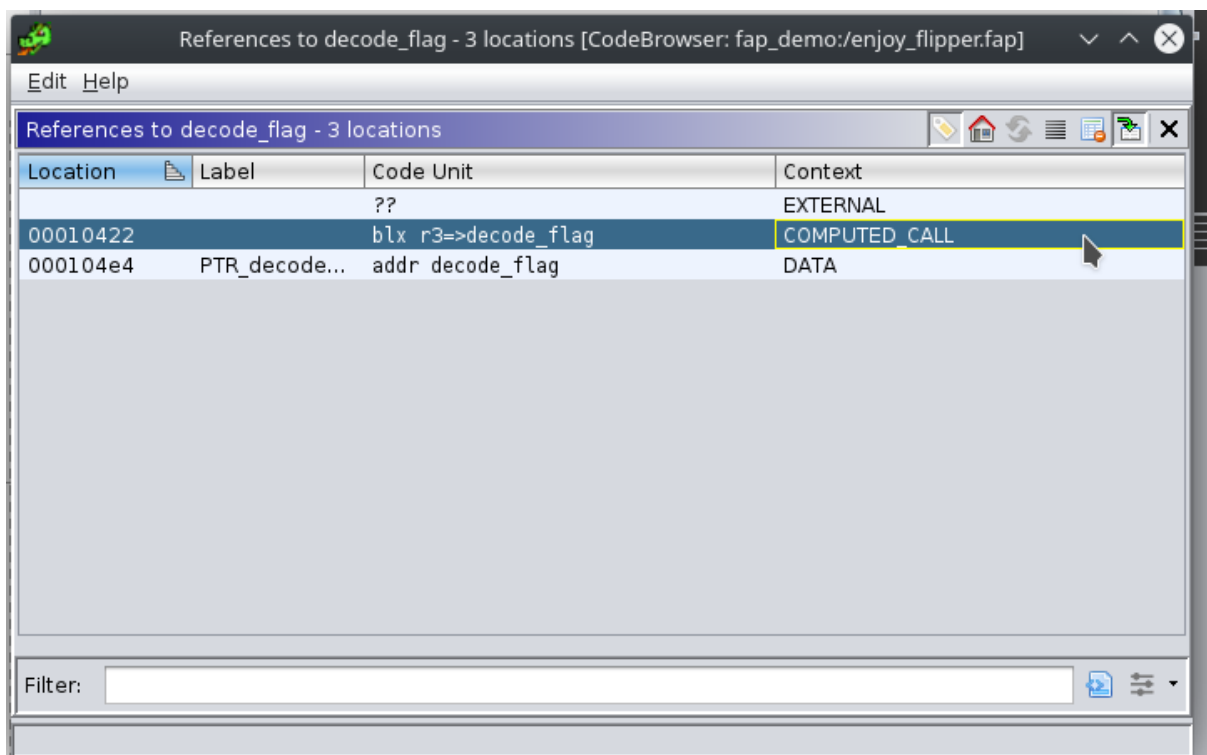 References to decode_flag - 3 locations [CodeBrowser: fap_demo:/enjoy_flipper.fap]
Edit Help
References to decode_flag - 3 locations
Location Label Code Unit Context
?? EXTERNAL
00010422 blx r3=>decode_flag COMPUTED_CALL
000104e4 PTR_decode... addr decode_flag DATA
Filter: